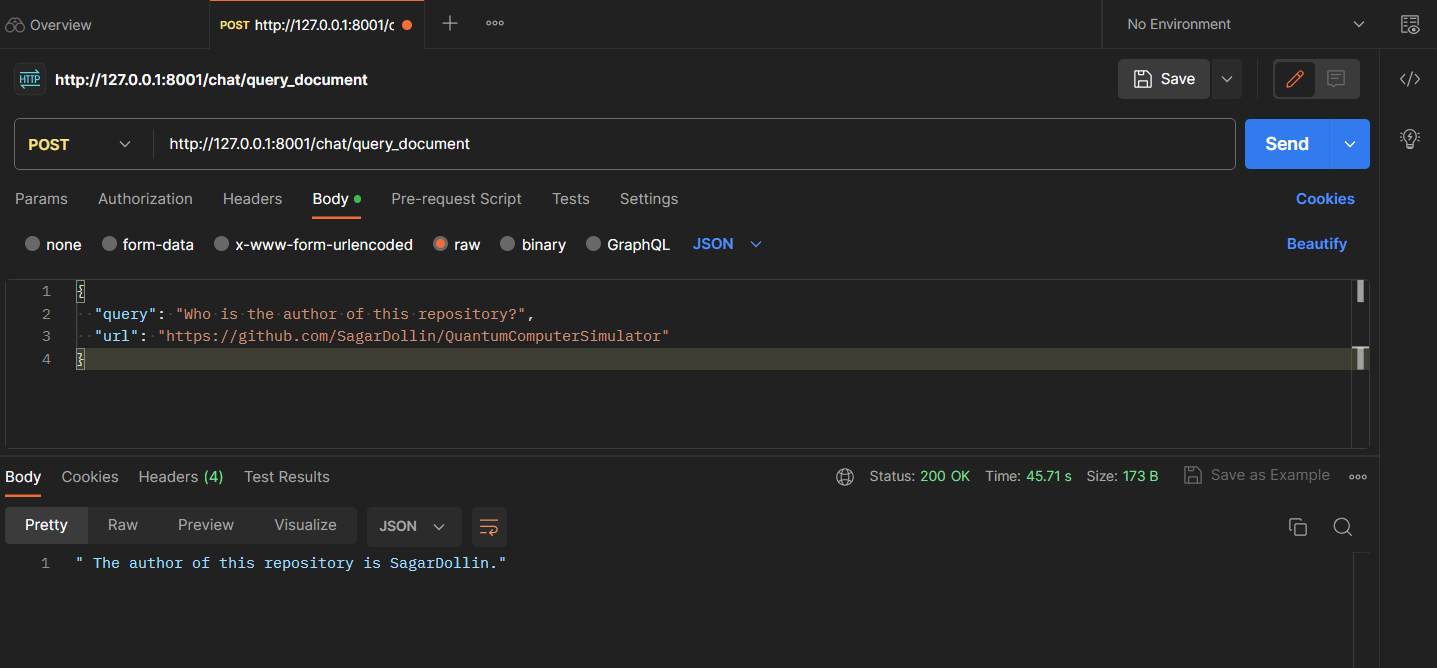 Overview
POST http://127.0.0.1:8001/c
No Environment
HTTP http://127.0.0.1:8001/chat/query_document
Save
POST http://127.0.0.1:8001/chat/query_document
Send
Params Authorization Headers Body Pre-request Script Tests Settings Cookies
none form-data x-www-form-urlencoded raw binary GraphQL JSON Beautify
1 {
2 "query": "Who is the author of this repository?",
3 "url": "https://github.com/SagarDollin/QuantumComputerSimulator"
4 }
Body Cookies Headers (4) Test Results Status: 200 OK Time: 45.71 s Size: 173 B Save as Example
Pretty Raw Preview Visualize JSON
1 " The author of this repository is SagarDollin."